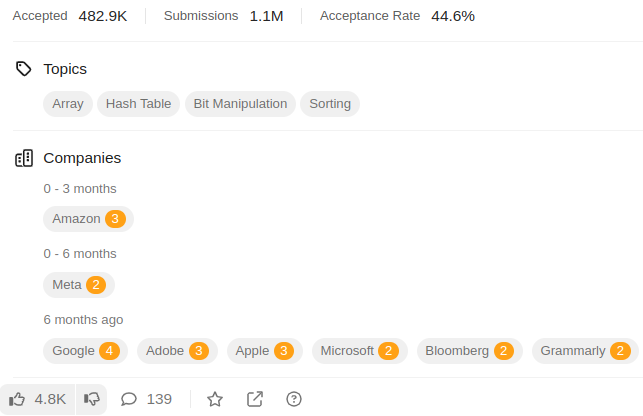 Accepted 482.9K Submissions 1.1M Acceptance Rate 44.6%
Topics
Array Hash Table Bit Manipulation Sorting
Companies
0 - 3 months
Amazon 3
0 - 6 months
Meta 2
6 months ago
Google 4 Adobe 3 Apple 3 Microsoft 2 Bloomberg 2 Grammarly 2
4.8K 139